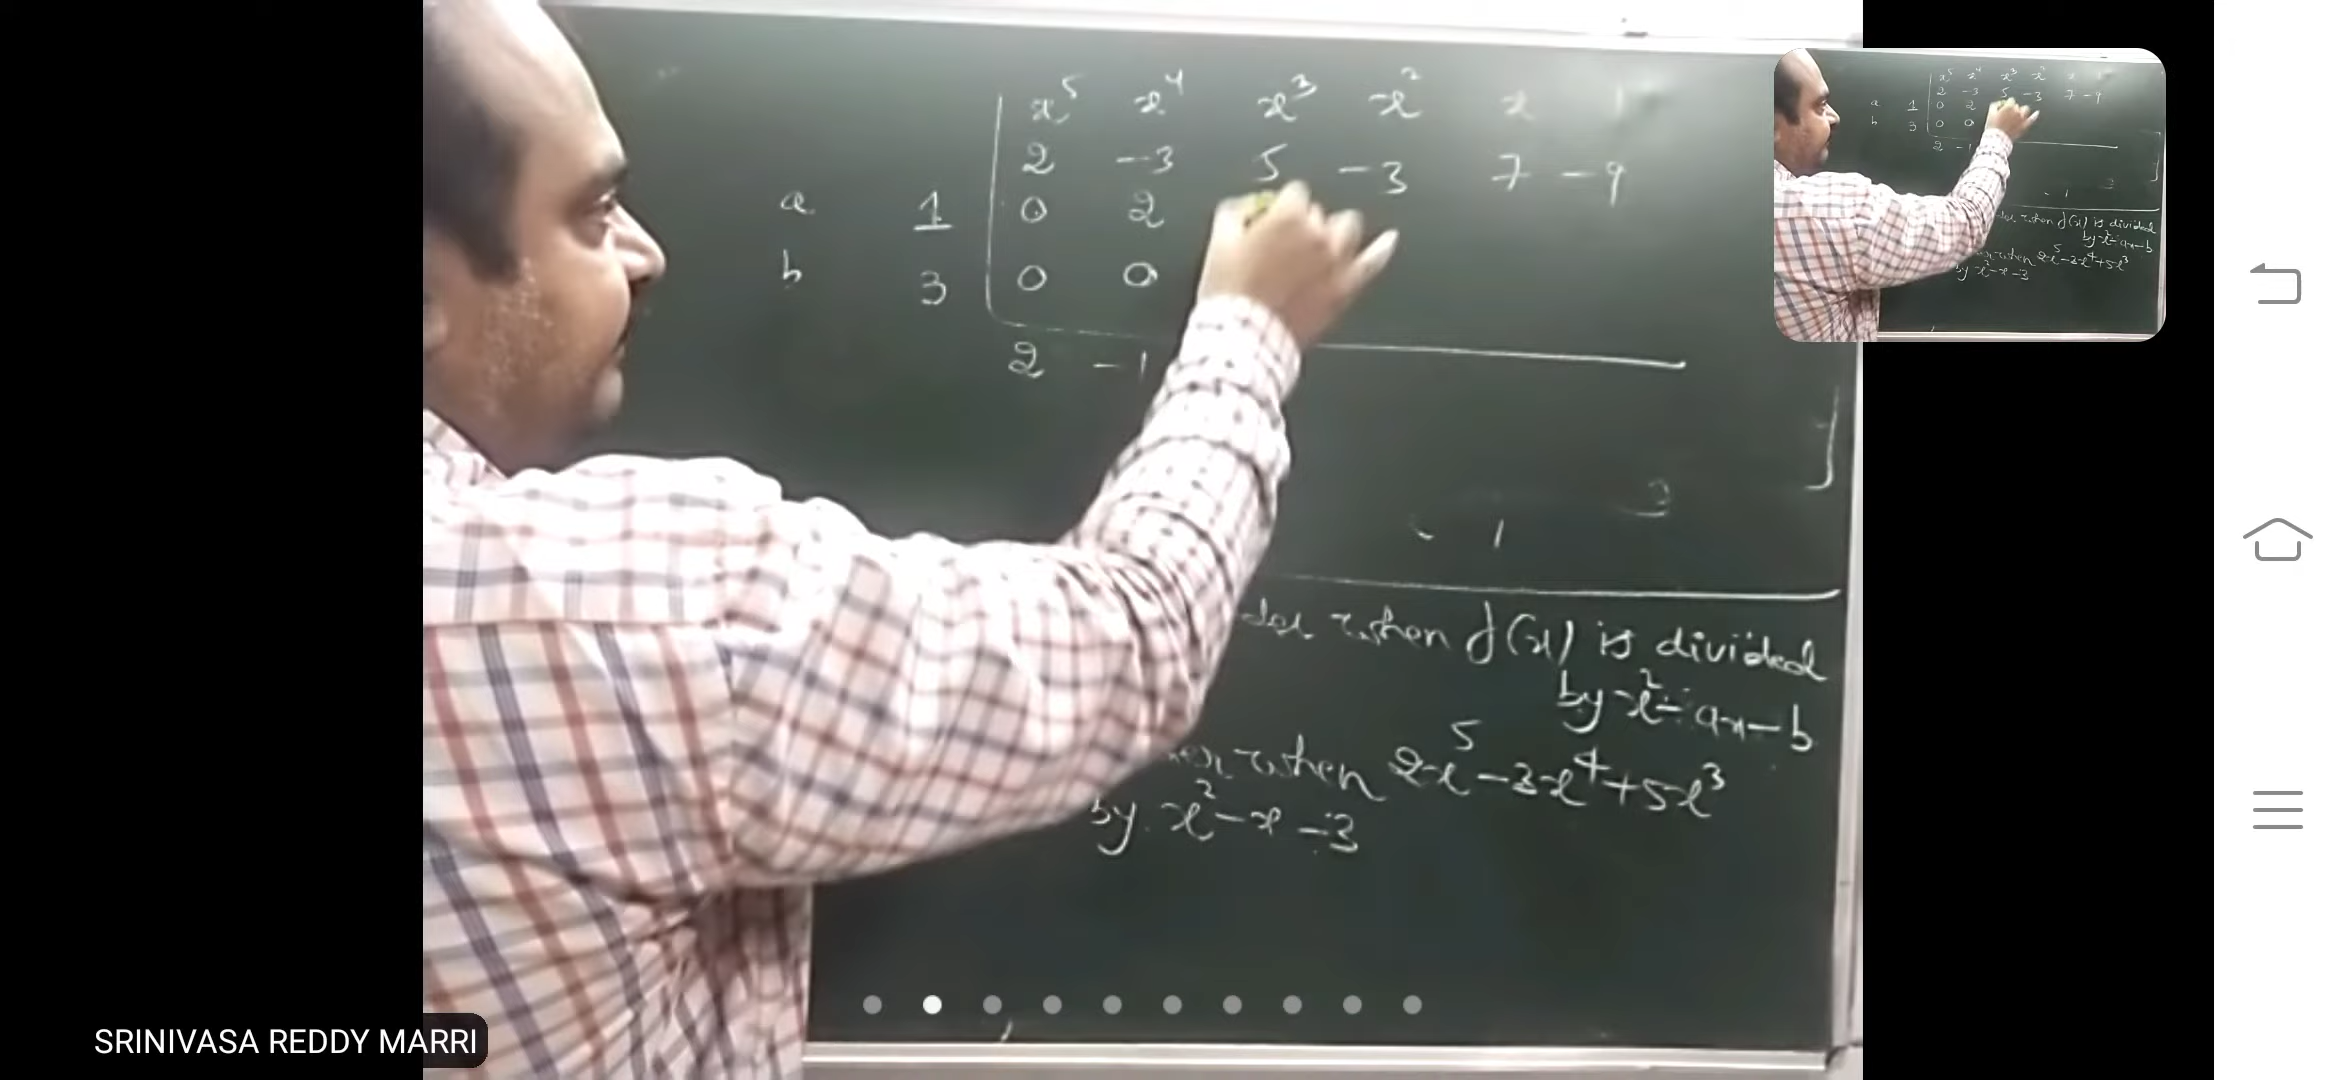 x⁵ x⁴ x³ x² x 1
2 -3 5 -3 7 -9
a 1 0 2
b 3 0 0
2 -1
- 1
when f(x) is divided
by x²-ax-b
when 2x⁵-3x⁴+5x³
by x²-x-3
SRINIVASA REDDY MARRI